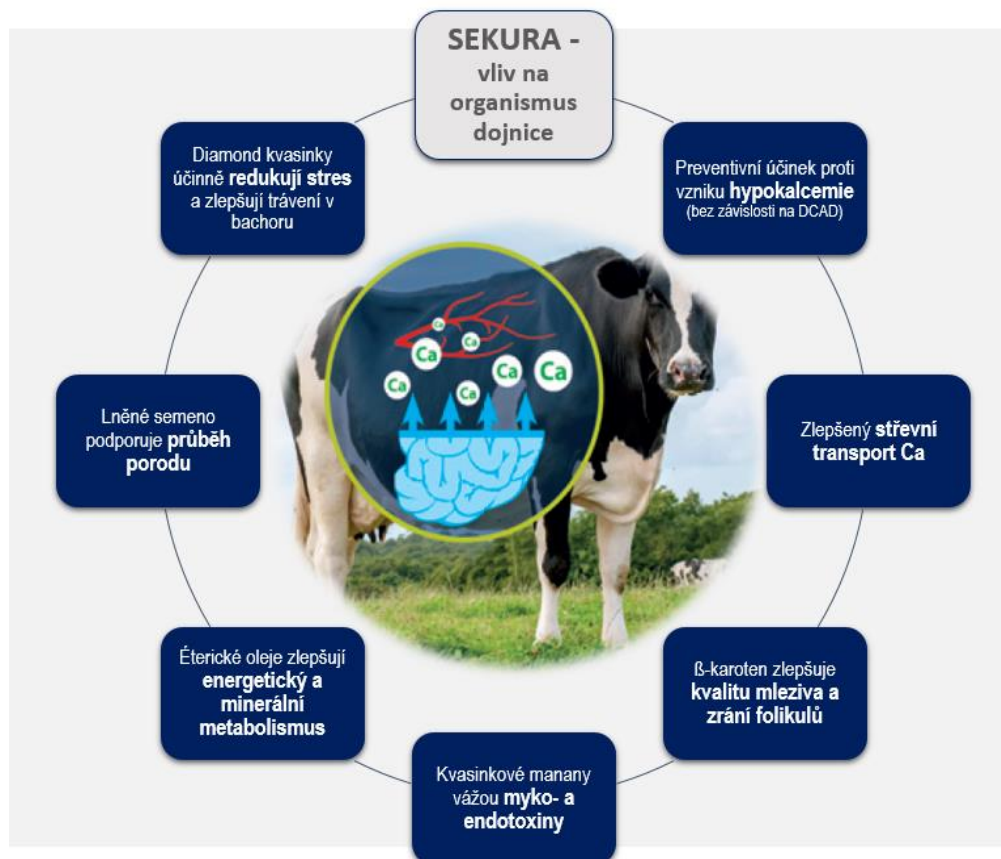 SEKURA -
vliv na
organismus
dojnice
Preventivní účinek proti
vzniku hypokalcemie
(bez závislosti na DCAD)
Zlepšený střevní
transport Ca
ß-karoten zlepšuje
kvalitu mleziva a
zrání folikulů
Kvasinkové manany
vážou myko- a
endotoxiny
Éterické oleje zlepšují
energetický a
minerální
metabolismus
Lněné semeno
podporuje průběh
porodu
Diamond kvasinky
účinně redukují stres
a zlepšují trávení v
bachoru
Ca
Ca
Ca
Ca
Ca
Ca
Ca